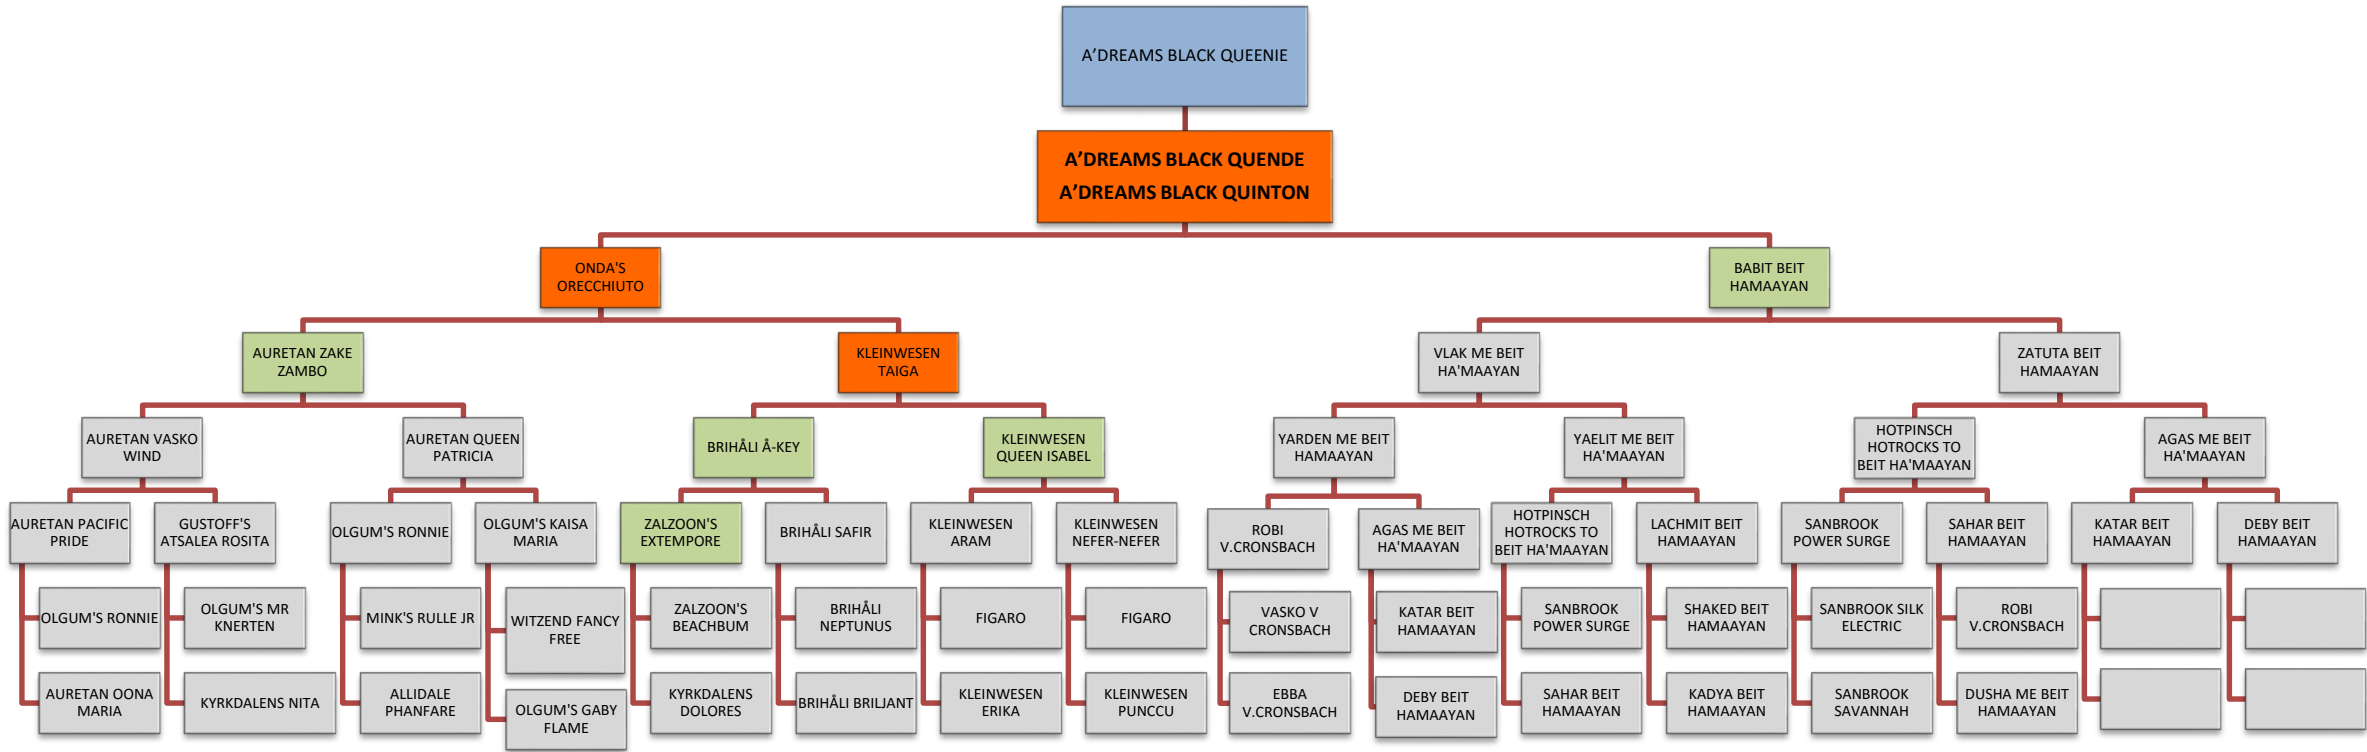 A'DREAMS BLACK QUEENIE
A'DREAMS BLACK QUENDE
A'DREAMS BLACK QUINTON
ONDA'S
ORECCHIUTO
BABIT BEIT
HAMAAYAN
AURETAN ZAKE
ZAMBO
KLEINWESEN
TAIGA
VLAK ME BEIT
HA'MAAYAN
ZATUTA BEIT
HAMAAYAN
AURETAN VASKO
WIND
AURETAN QUEEN
PATRICIA
BRIHÅLI Å-KEY
KLEINWESEN
QUEEN ISABEL
YARDEN ME BEIT
HAMAAYAN
YAELIT ME BEIT
HA'MAAYAN
HOTPINSCH
HOTROCKS TO
BEIT HA'MAAYAN
AGAS ME BEIT
HA'MAAYAN
AURETAN PACIFIC
PRIDE
GUSTOFF'S
ATSALEA ROSITA
OLGUM'S RONNIE
OLGUM'S KAISA
MARIA
ZALZOON'S
EXTEMPORE
BRIHÅLI SAFIR
KLEINWESEN
ARAM
KLEINWESEN
NEFER-NEFER
ROBI
V.CRONSBACH
AGAS ME BEIT
HA'MAAYAN
HOTPINSCH
HOTROCKS TO
BEIT HA'MAAYAN
LACHMIT BEIT
HAMAAYAN
SANBROOK
POWER SURGE
SAHAR BEIT
HAMAAYAN
KATAR BEIT
HAMAAYAN
DEBY BEIT
HAMAAYAN
OLGUM'S RONNIE
OLGUM'S MR
KNERTEN
MINK'S RULLE JR
WITZEND FANCY
FREE
ZALZOON'S
BEACHBUM
BRIHÅLI
NEPTUNUS
FIGARO
FIGARO
VASKO V
CRONSBACH
KATAR BEIT
HAMAAYAN
SANBROOK
POWER SURGE
SHAKED BEIT
HAMAAYAN
SANBROOK SILK
ELECTRIC
ROBI
V.CRONSBACH
AURETAN OONA
MARIA
KYRKDALENS NITA
ALLIDALE
PHANFARE
OLGUM'S GABY
FLAME
KYRKDALENS
DOLORES
BRIHÅLI BRILJANT
KLEINWESEN
ERIKA
KLEINWESEN
PUNCCU
EBBA
V.CRONSBACH
DEBY BEIT
HAMAAYAN
SAHAR BEIT
HAMAAYAN
KADYA BEIT
HAMAAYAN
SANBROOK
SAVANNAH
DUSHA ME BEIT
HAMAAYAN